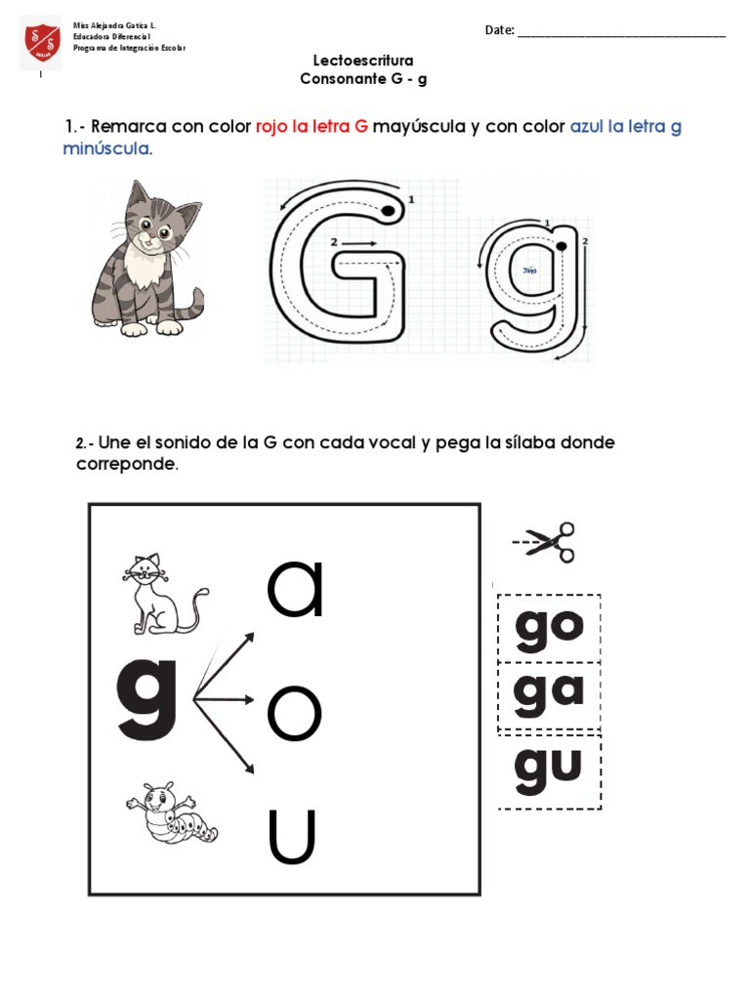 Miss Alejandra Gatica L.
Educadora Diferencial
Programa de Integración Escolar
Date: _______________________________
S
S
I
Lectoescritura
Consonante G - g
1.- Remarca con color rojo la letra G mayúscula y con color azul la letra g
minúscula.
G
1
2
g
1
2
2.- Une el sonido de la G con cada vocal y pega la sílaba donde
correponde.
a
g
o
u
go
ga
gu